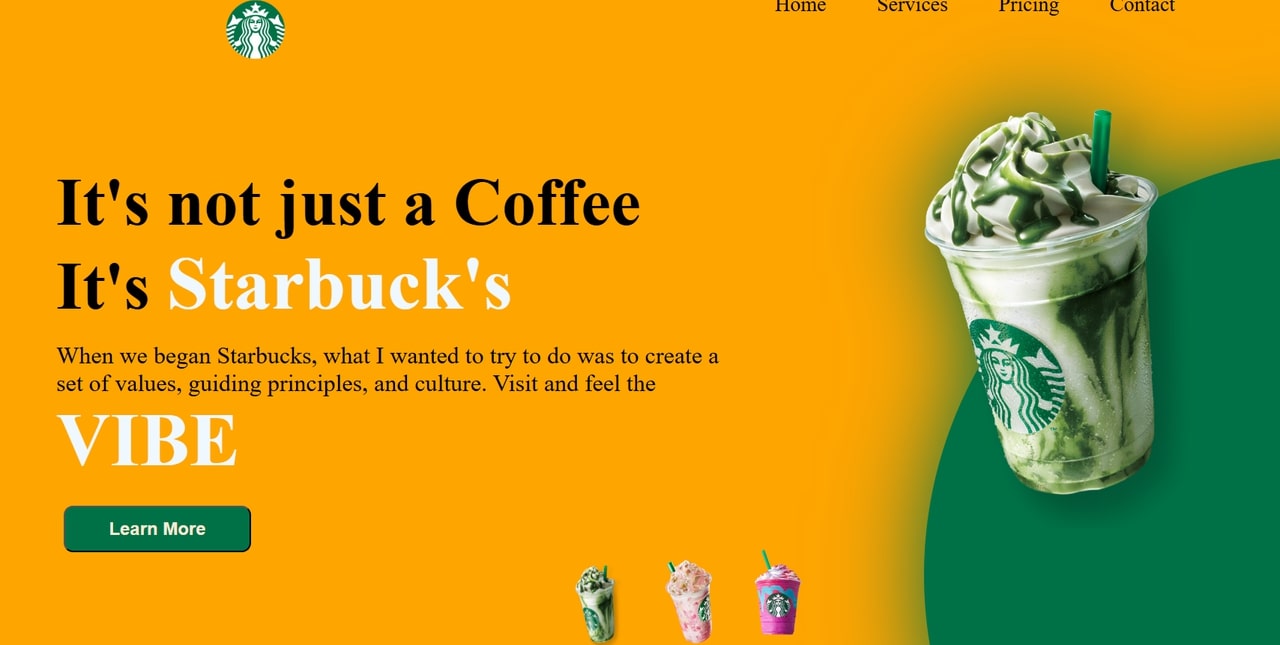 Home Services Pricing Contact
It's not just a Coffee
It's Starbuck's
When we began Starbucks, what I wanted to try to do was to create a
set of values, guiding principles, and culture. Visit and feel the
VIBE
Learn More